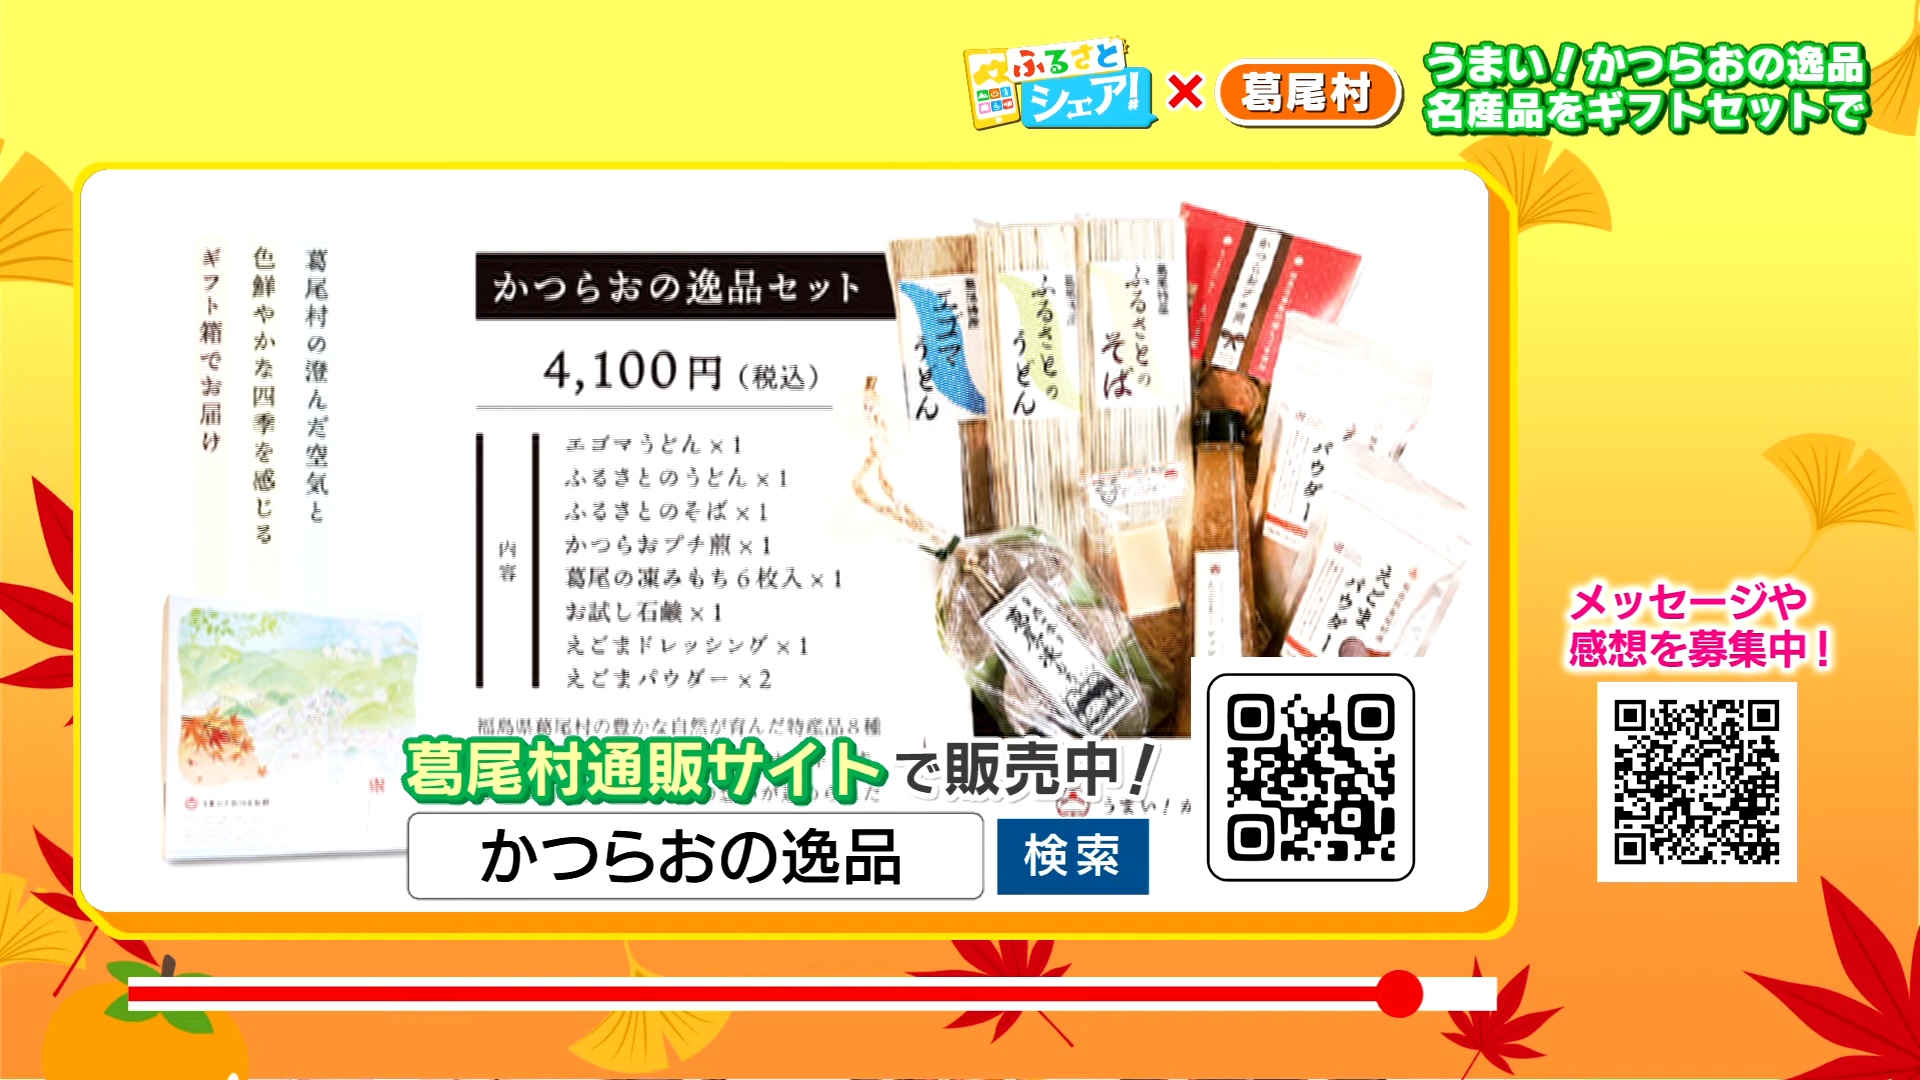 ふるさと
シェア!
×
葛尾村
うまい!かつらおの逸品
名産品をギフトセットで
葛尾村の澄んだ空気と
色鮮やかな四季を感じる
ギフト箱でお届け
かつらおの逸品セット
4,100円(税込)
内容
エゴマうどん×1
ふるさとのうどん×1
ふるさとのそば×1
かつらおプチ煎×1
葛尾の凍みもち6枚入×1
お試し石鹸×1
えごまドレッシング×1
えごまパウダー×2
福島県葛尾村の豊かな自然が育んだ特産品8種
エゴマ
うどん
ふるさとの
うどん
ふるさとの
そば
パウダー
えごま
パウダー
うまい!か
葛尾村通販サイトで販売中!
かつらおの逸品
検索
メッセージや
感想を募集中!